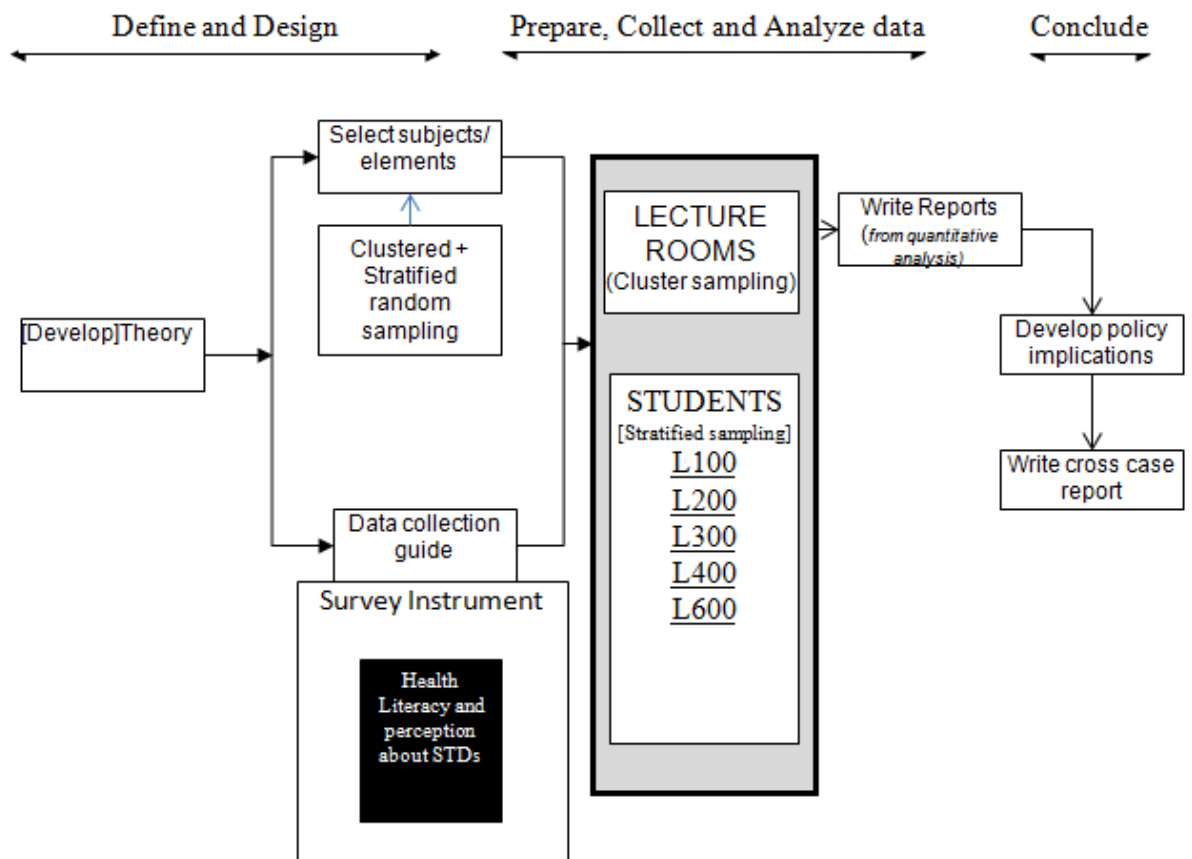 Define and Design
Prepare, Collect and Analyze data
Conclude
[Develop]Theory
Select subjects/
elements
Clustered +
Stratified
random
sampling
Data collection
guide
Survey Instrument
Health
Literacy and
perception
about STDs
LECTURE
ROOMS
(Cluster sampling)
STUDENTS
[Stratified sampling]
L100
L200
L300
L400
L600
Write Reports
(from quantitative
analysis)
Develop policy
implications
Write cross case
report